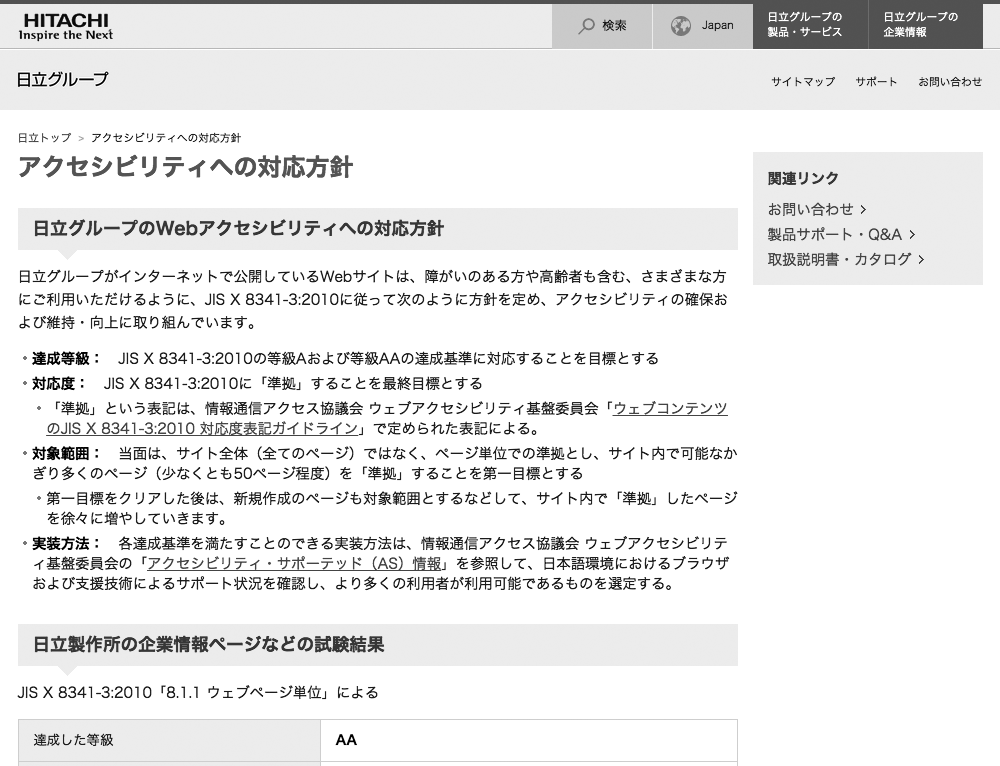 HITACHI
Inspire the Next
検索
Japan
日立グループの
製品・サービス
日立グループの
企業情報
日立グループ
サイトマップ
サポート
お問い合わせ
日立トップ > アクセシビリティへの対応方針
アクセシビリティへの対応方針
日立グループのWebアクセシビリティへの対応方針
日立グループがインターネットで公開しているWebサイトは、障がいのある方や高齢者も含む、さまざまな方
にご利用いただけるように、JIS X 8341-3:2010に従って次のように方針を定め、アクセシビリティの確保お
よび維持・向上に取り組んでいます。
達成等級： JIS X 8341-3:2010の等級Aおよび等級AAの達成基準に対応することを目標とする
対応度： JIS X 8341-3:2010に「準拠」することを最終目標とする
「準拠」という表記は、情報通信アクセス協議会 ウェブアクセシビリティ基盤委員会「ウェブコンテンツ
のJIS X 8341-3:2010 対応度表記ガイドライン」で定められた表記による。
対象範囲： 当面は、サイト全体（全てのページ）ではなく、ページ単位での準拠とし、サイト内で可能なか
ぎり多くのページ（少なくとも50ページ程度）を「準拠」することを第一目標とする
第一目標をクリアした後は、新規作成のページも対象範囲とするなどして、サイト内で「準拠」したページ
を徐々に増やしていきます。
実装方法： 各達成基準を満たすことのできる実装方法は、情報通信アクセス協議会 ウェブアクセシビリテ
ィ基盤委員会の「アクセシビリティ・サポーテッド（AS）情報」を参照して、日本語環境におけるブラウザ
および支援技術によるサポート状況を確認し、より多くの利用者が利用可能であるものを選定する。
日立製作所の企業情報ページなどの試験結果
JIS X 8341-3:2010「8.1.1 ウェブページ単位」による
達成した等級
AA
関連リンク
お問い合わせ
製品サポート・Q&A
取扱説明書・カタログ